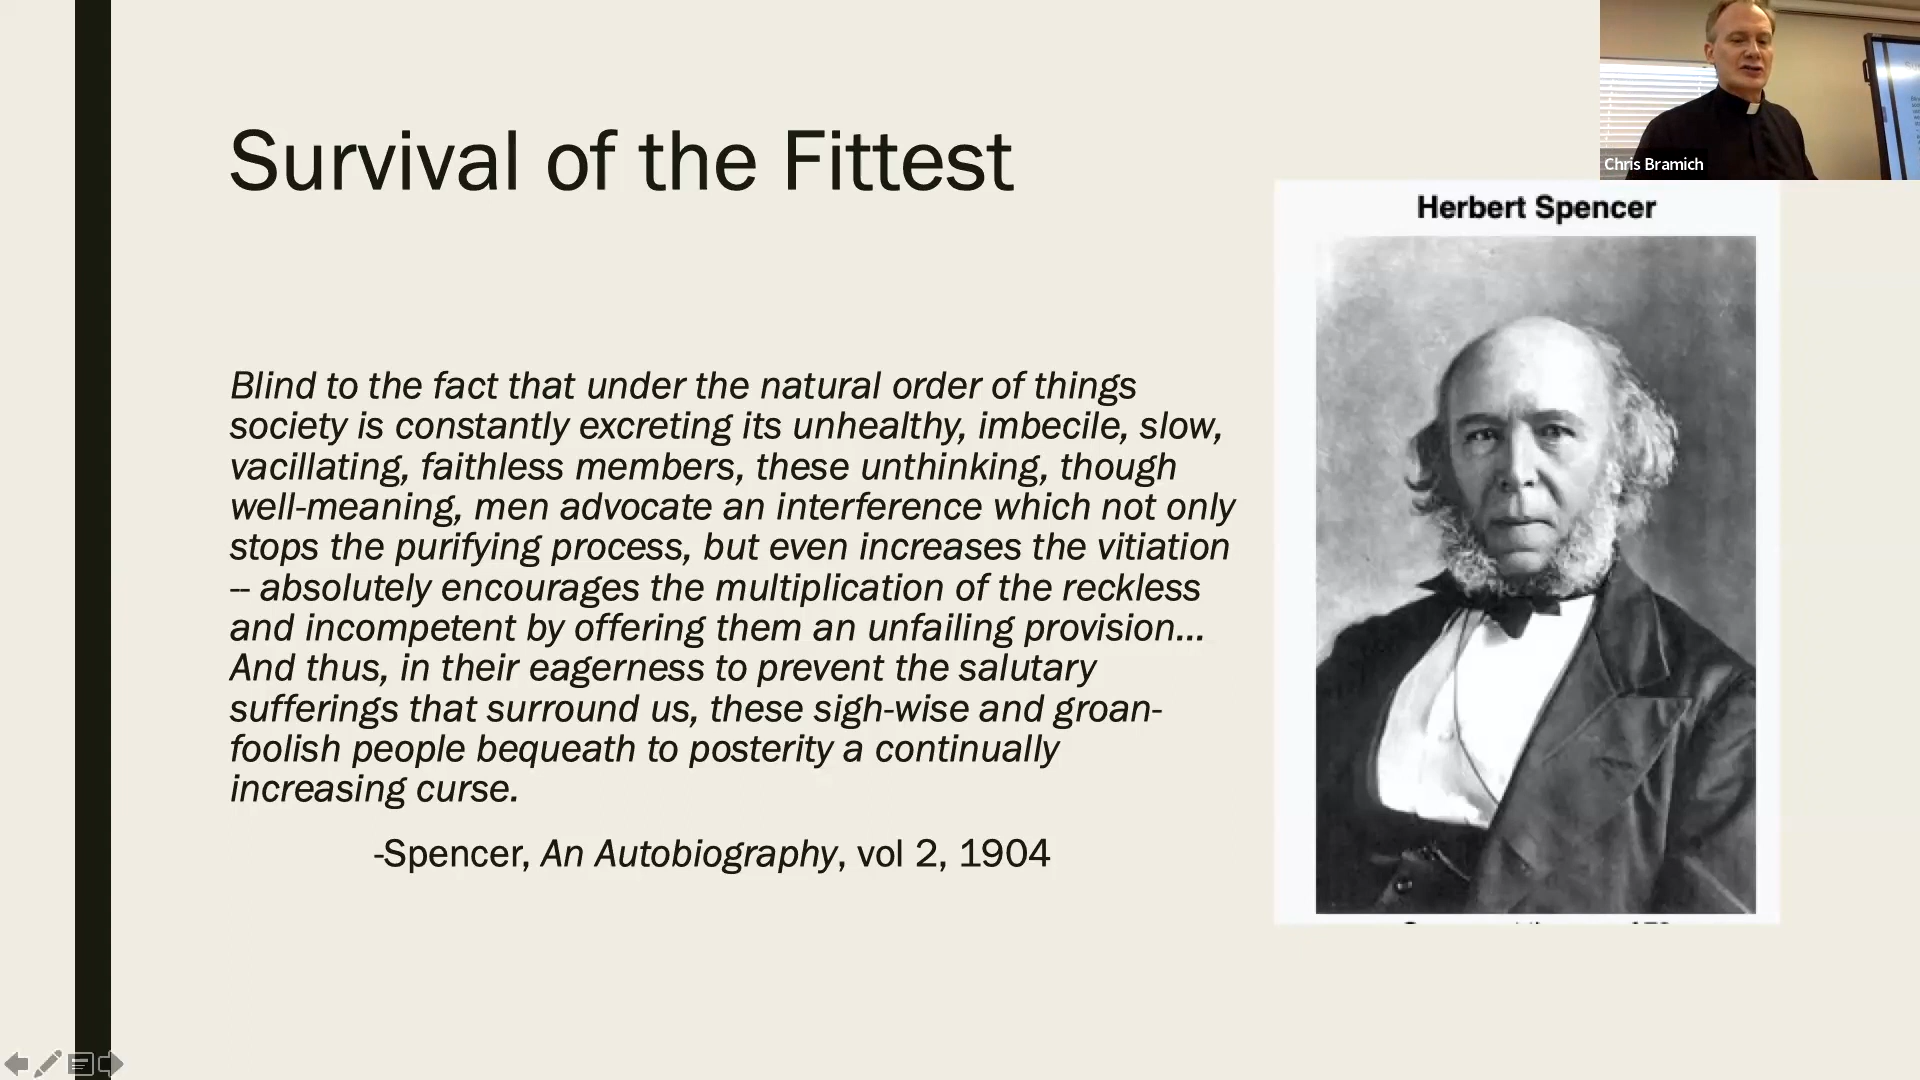 Survival of the Fittest
Chris Bramich
Herbert Spencer
Blind to the fact that under the natural order of things
society is constantly excreting its unhealthy, imbecile, slow,
vacillating, faithless members, these unthinking, though
well-meaning, men advocate an interference which not only
stops the purifying process, but even increases the vitiation
-- absolutely encourages the multiplication of the reckless
and incompetent by offering them an unfailing provision...
And thus, in their eagerness to prevent the salutary
sufferings that surround us, these sigh-wise and groan-
foolish people bequeath to posterity a continually
increasing curse.
-Spencer, An Autobiography, vol 2, 1904